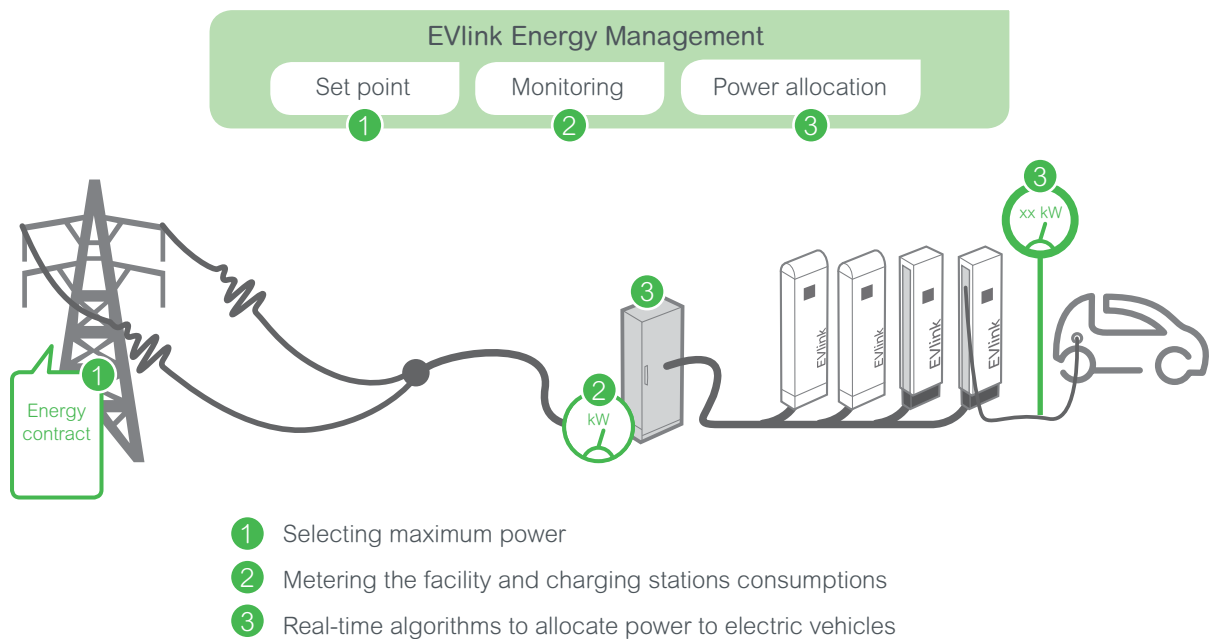 EVlink Energy Management
Set point
Monitoring
Power allocation
1
2
3
3
xx kW
3
EVlink
EVlink
EVlink
EVlink
1
Energy
contract
2
kW
1 Selecting maximum power
2 Metering the facility and charging stations consumptions
3 Real-time algorithms to allocate power to electric vehicles